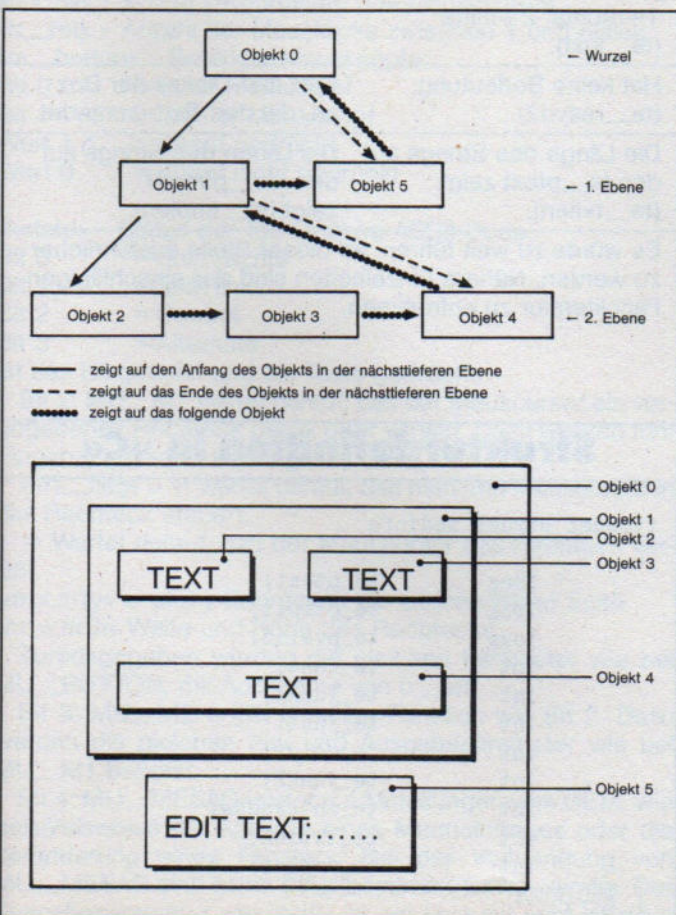 Objekt 0
← Wurzel
Objekt 1
Objekt 5
← 1. Ebene
Objekt 2
Objekt 3
Objekt 4
← 2. Ebene
zeigt auf den Anfang des Objekts in der nächsttieferen Ebene
zeigt auf das Ende des Objekts in der nächsttieferen Ebene
zeigt auf das folgende Objekt
Objekt 0
Objekt 1
Objekt 2
Objekt 3
TEXT
TEXT
TEXT
Objekt 4
Objekt 5
EDIT TEXT:.......